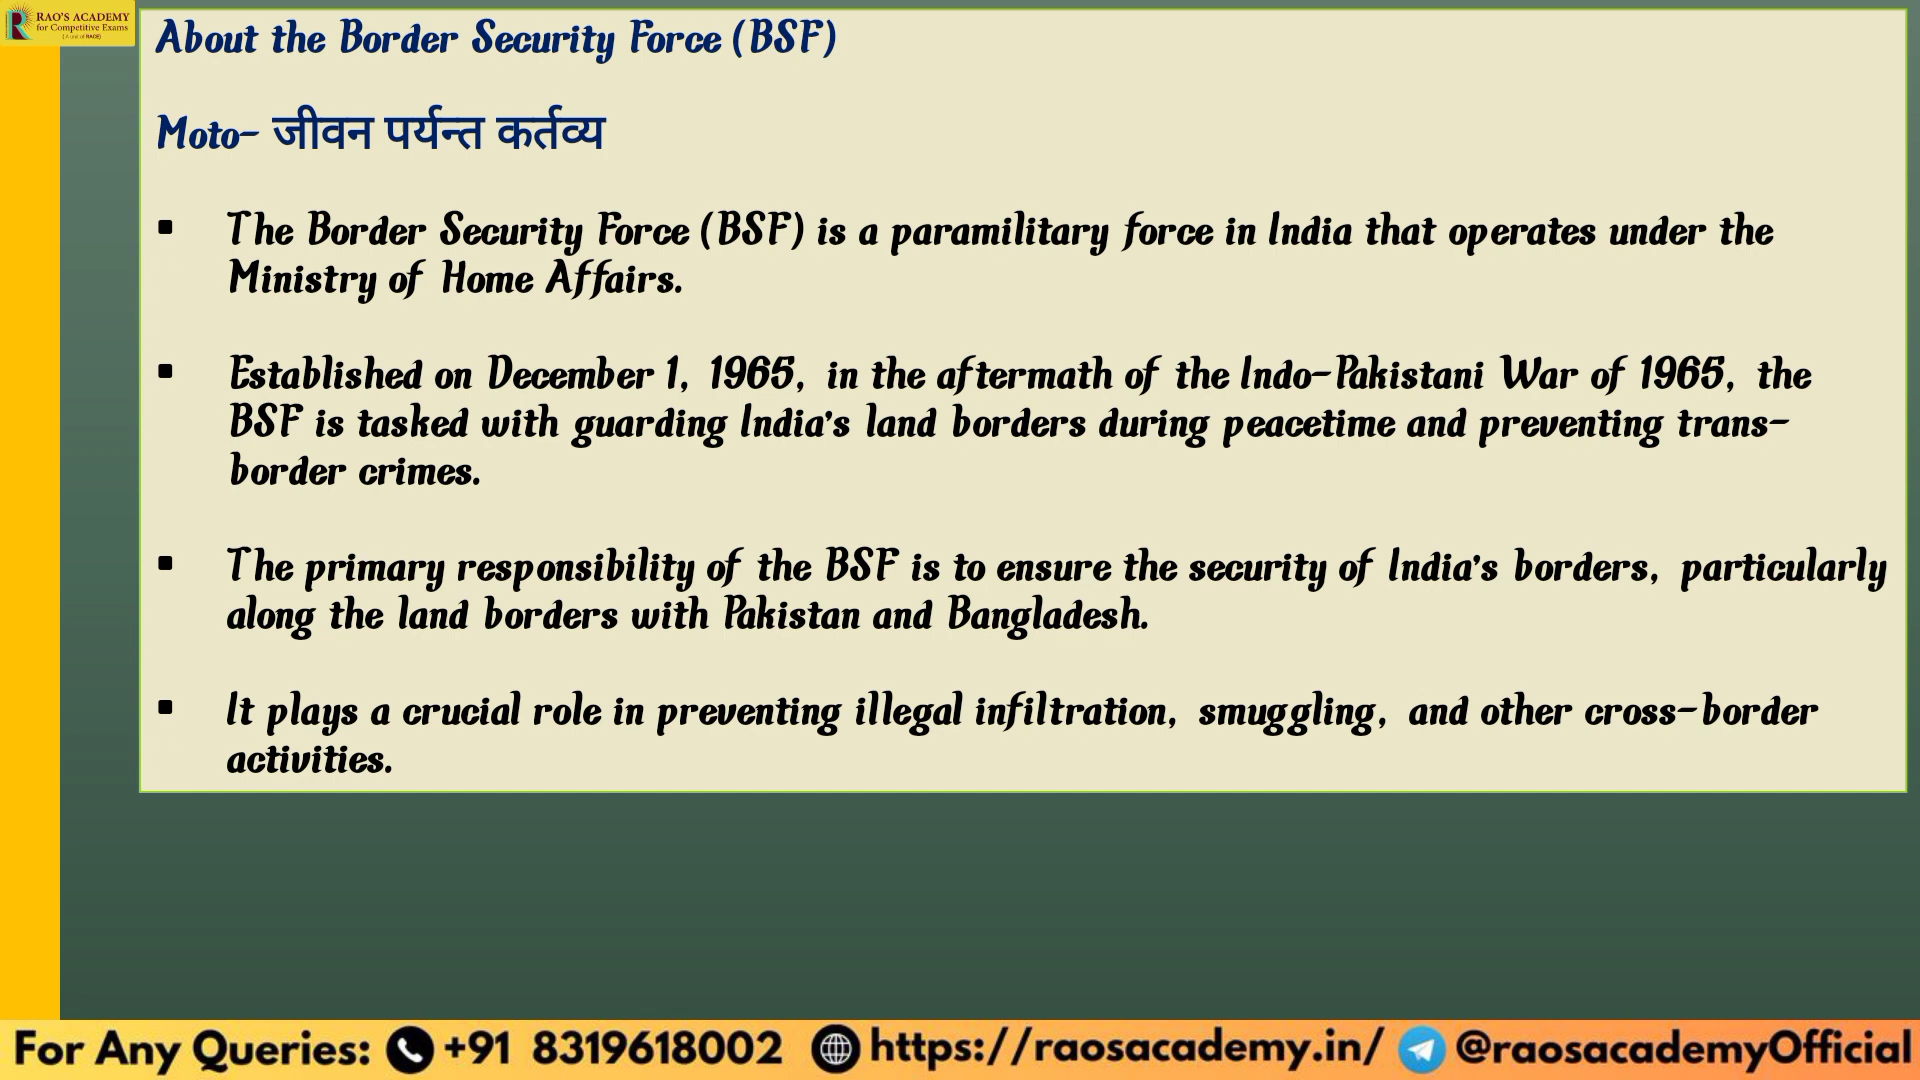 RAO'S ACADEMY
for Competitive Exams
(A unit of RACE)
About the Border Security Force (BSF)
Moto- जीवन पर्यन्त कर्तव्य
▪ The Border Security Force (BSF) is a paramilitary force in India that operates under the
Ministry of Home Affairs.
▪ Established on December 1, 1965, in the aftermath of the Indo-Pakistani War of 1965, the
BSF is tasked with guarding India's land borders during peacetime and preventing trans-
border crimes.
▪ The primary responsibility of the BSF is to ensure the security of India's borders, particularly
along the land borders with Pakistan and Bangladesh.
▪ It plays a crucial role in preventing illegal infiltration, smuggling, and other cross-border
activities.
For Any Queries: +91 8319618002 https://raosacademy.in/ @raosacademyOfficial